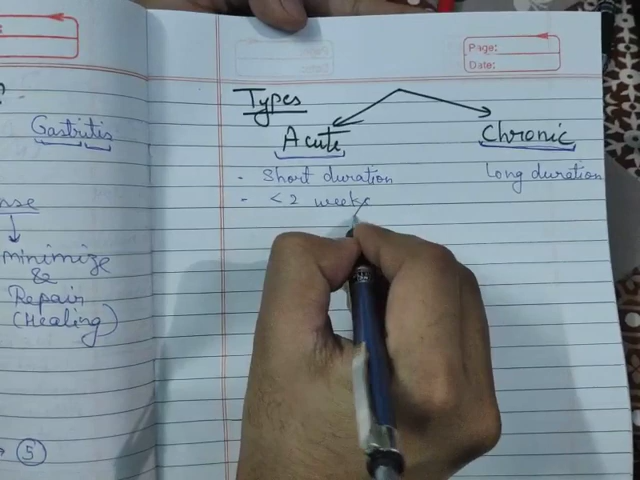 Gastritis
minimize
&
Repair
(Healing)
5
Page:
Date:
Types
Acute
Chronic
- Short duration
- < 2 weeks
Long duration